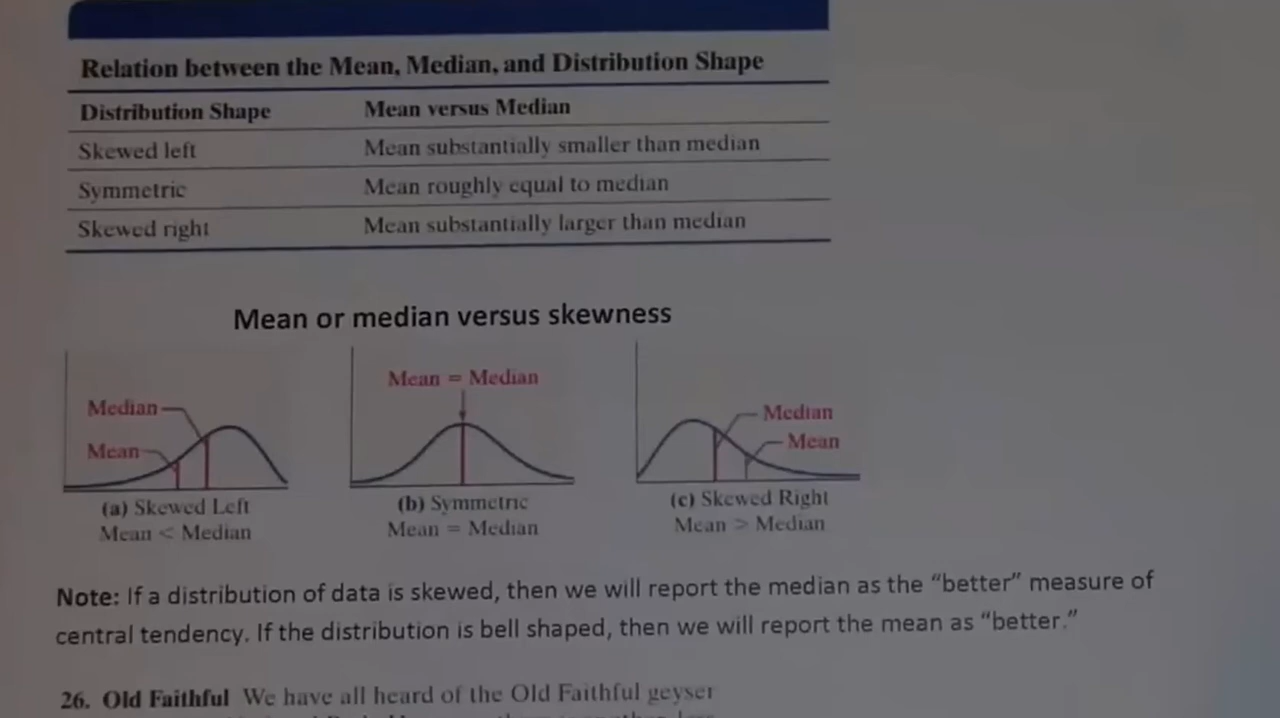 Relation between the Mean, Median, and Distribution Shape
Distribution Shape Mean versus Median
Skewed left Mean substantially smaller than median
Symmetric Mean roughly equal to median
Skewed right Mean substantially larger than median
Mean or median versus skewness
Median
Mean
(a) Skewed Left
Mean < Median
Mean = Median
(b) Symmetric
Mean = Median
Median
Mean
(c) Skewed Right
Mean > Median
Note: If a distribution of data is skewed, then we will report the median as the “better” measure of
central tendency. If the distribution is bell shaped, then we will report the mean as “better.”
26. Old Faithful We have all heard of the Old Faithful geyser